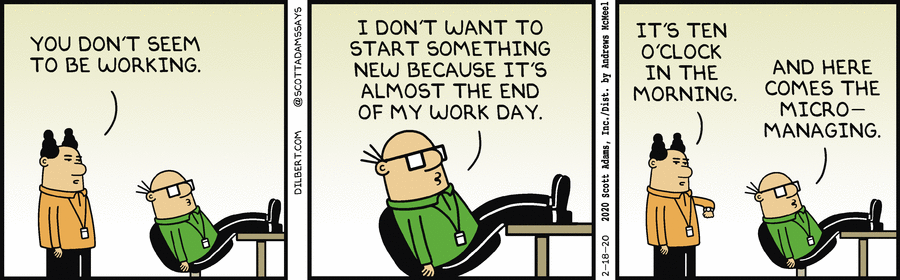 YOU DON'T SEEM
TO BE WORKING.
DILBERT.COM @SCOTTADAMSSAYS
I DON'T WANT TO
START SOMETHING
NEW BECAUSE IT'S
ALMOST THE END
OF MY WORK DAY.
2-18-20 2020 Scott Adams, Inc./Dist. by Andrews McMeel
IT'S TEN
O'CLOCK
IN THE
MORNING.
AND HERE
COMES THE
MICRO-
MANAGING.